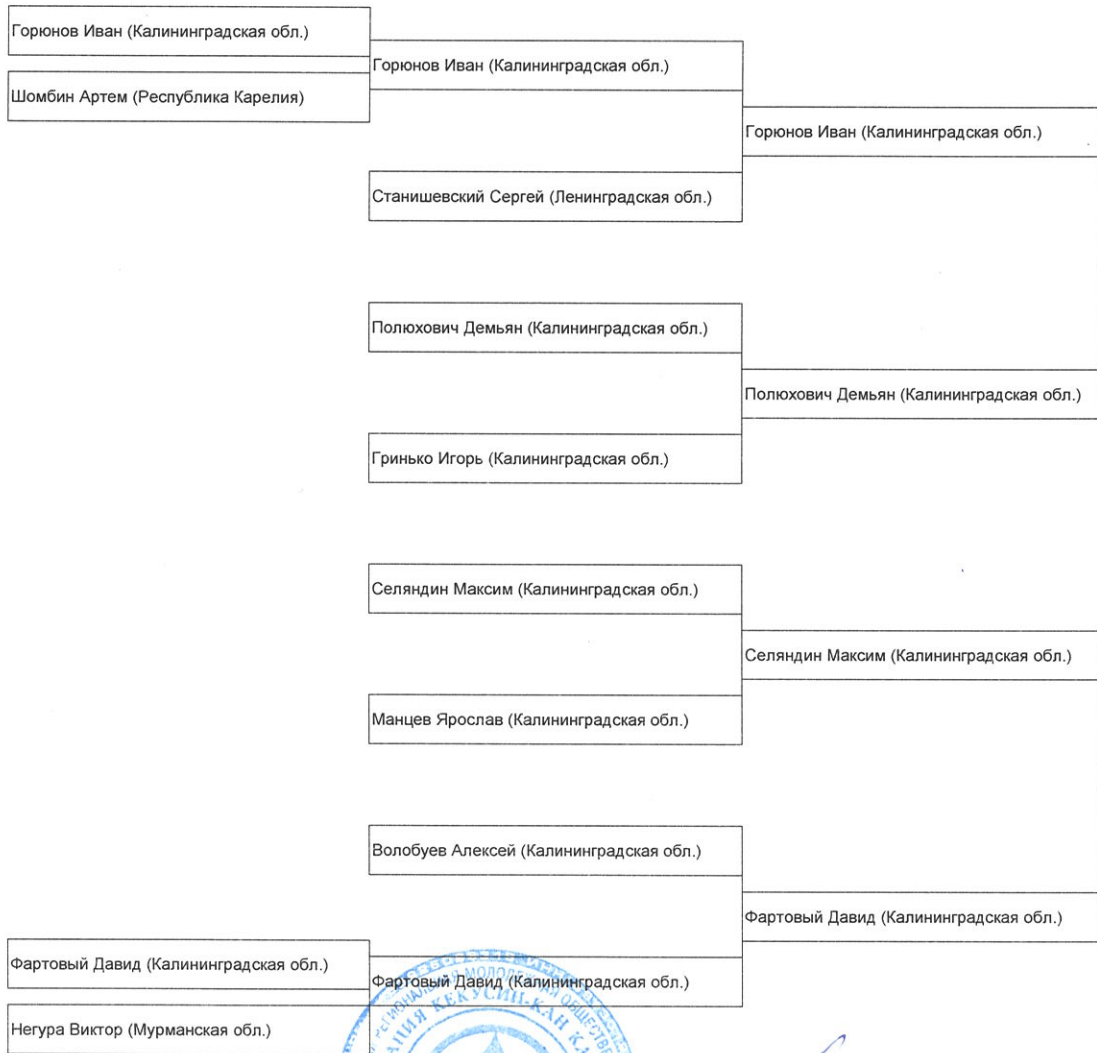 Горюнов Иван (Калининградская обл.)
Шомбин Артем (Республика Карелия)
Горюнов Иван (Калининградская обл.)
Станишевский Сергей (Ленинградская обл.)
Горюнов Иван (Калининградская обл.)
Полюхович Демьян (Калининградская обл.)
Гринько Игорь (Калининградская обл.)
Полюхович Демьян (Калининградская обл.)
Селяндин Максим (Калининградская обл.)
Манцев Ярослав (Калининградская обл.)
Селяндин Максим (Калининградская обл.)
Волобуев Алексей (Калининградская обл.)
Фартовый Давид (Калининградская обл.)
Негура Виктор (Мурманская обл.)
Фартовый Давид (Калининградская обл.)
Фартовый Давид (Калининградская обл.)
КЕКУСИН-КАН